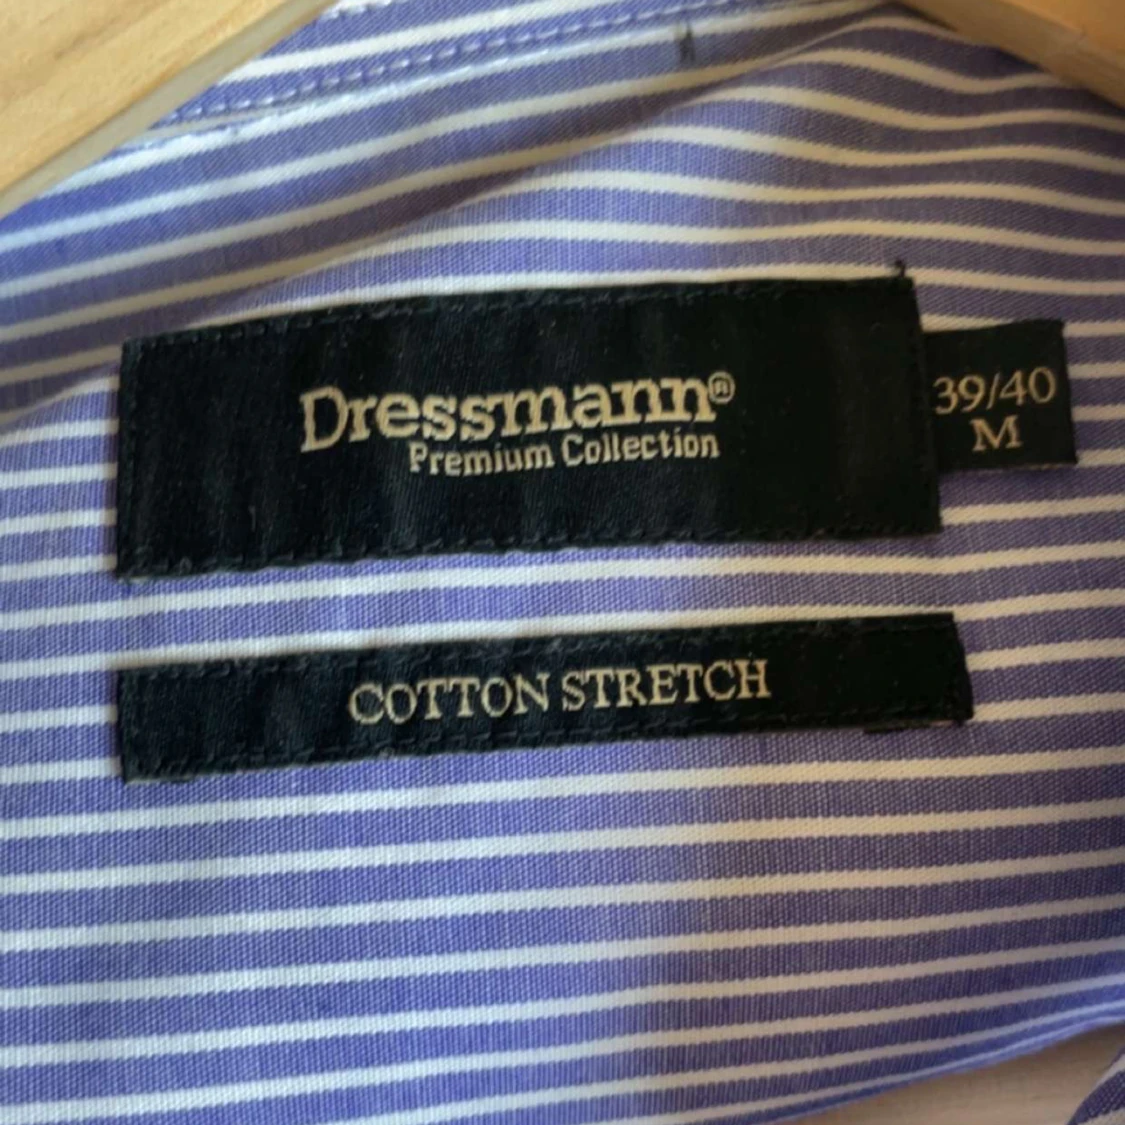 Dressmann®
Premium Collection
39/40
M
COTTON STRETCH